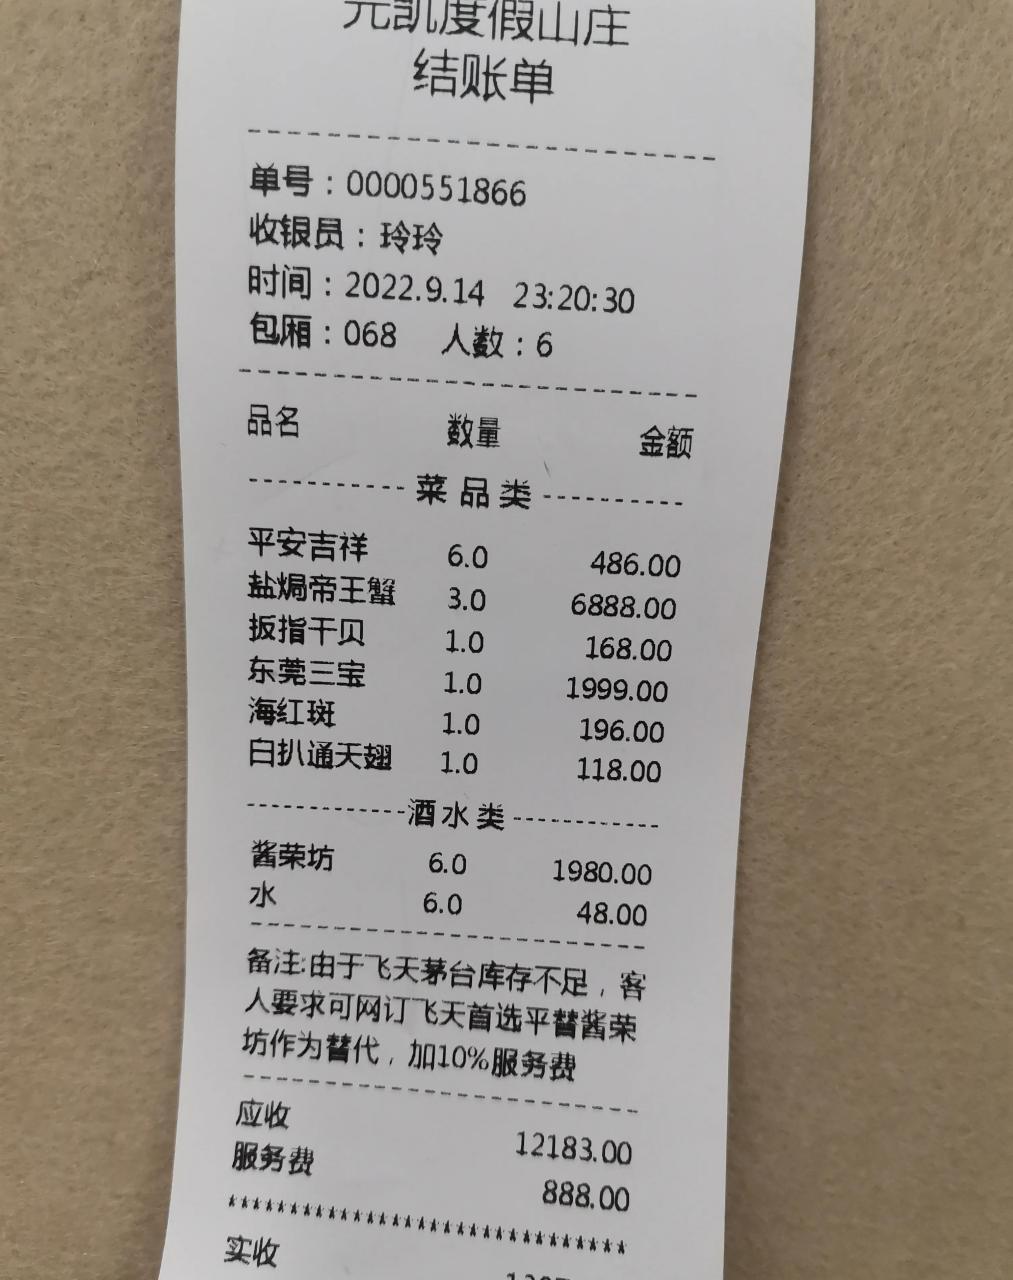 元凯度假山庄
结账单
单号：0000551866
收银员：玲玲
时间：2022.9.14 23:20:30
包厢：068 人数：6
品名 数量 金额
菜品类
平安吉祥 6.0 486.00
盐焗帝王蟹 3.0 6888.00
扳指干贝 1.0 168.00
东莞三宝 1.0 1999.00
海红斑 1.0 196.00
白扒通天翅 1.0 118.00
酒水类
酱荣坊 6.0 1980.00
水 6.0 48.00
备注:由于飞天茅台库存不足，客
人要求可网订飞天首选平替酱荣
坊作为替代，加10%服务费
应收 12183.00
服务费 888.00
******************************
实收